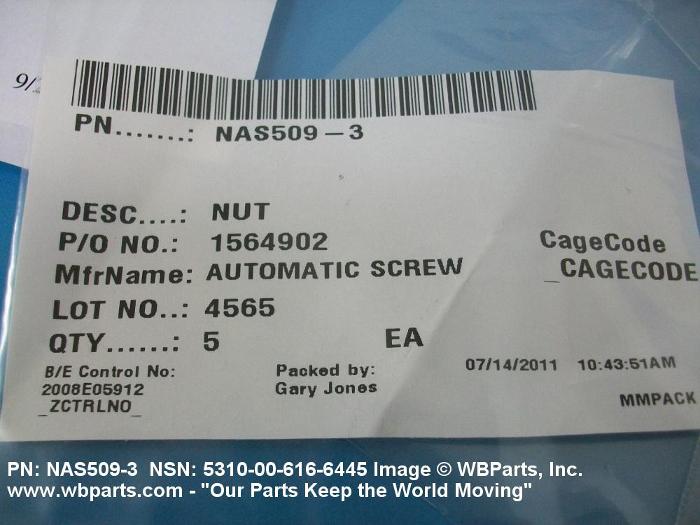 9/
PN.......: NAS509-3
DESC....: NUT
P/O NO.: 1564902
CageCode
MfrName: AUTOMATIC SCREW
_CAGECODE
LOT NO..: 4565
QTY......: 5 EA
B/E Control No:
2008E05912
_ZCTRLNO_
Packed by:
Gary Jones
07/14/2011 10:43:51AM
MMPACK
PN: NAS509-3 NSN: 5310-00-616-6445 Image © WBParts, Inc.
www.wbparts.com - "Our Parts Keep the World Moving"